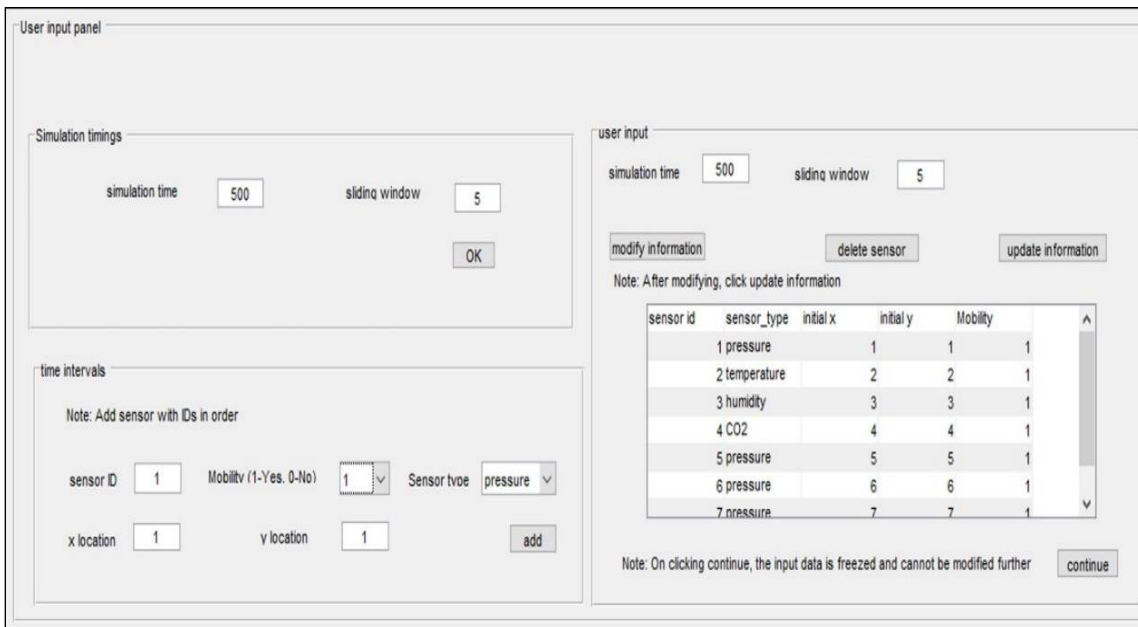 User input panel
Simulation timings
simulation time 500 sliding window 5
OK
time intervals
Note: Add sensor with IDs in order
sensor ID 1 Mobility (1-Yes, 0-No) 1 Sensor type pressure
x location 1 y location 1 add
user input
simulation time 500 sliding window 5
modify information delete sensor update information
Note: After modifying, click update information
sensor id sensor_type initial x initial y Mobility
1 pressure 1 1 1
2 temperature 2 2 1
3 humidity 3 3 1
4 CO2 4 4 1
5 pressure 5 5 1
6 pressure 6 6 1
7 pressure 7 7 1
Note: On clicking continue, the input data is freezed and cannot be modified further continue